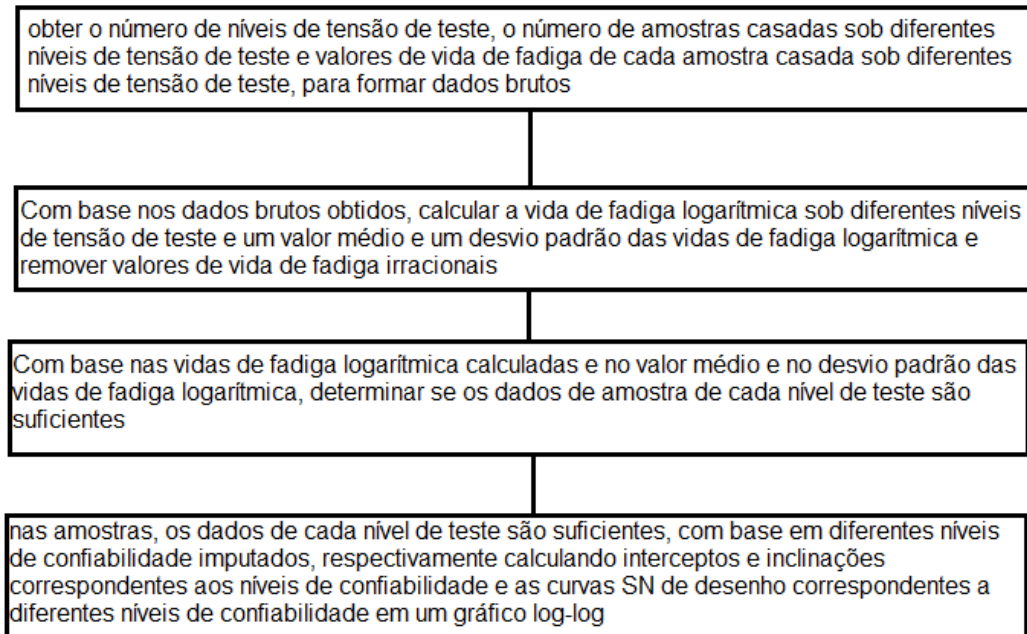 obter o número de níveis de tensão de teste, o número de amostras casadas sob diferentes
níveis de tensão de teste e valores de vida de fadiga de cada amostra casada sob diferentes
níveis de tensão de teste, para formar dados brutos
Com base nos dados brutos obtidos, calcular a vida de fadiga logarítmica sob diferentes níveis
de tensão de teste e um valor médio e um desvio padrão das vidas de fadiga logarítmica e
remover valores de vida de fadiga irracionais
Com base nas vidas de fadiga logarítmica calculadas e no valor médio e no desvio padrão das
vidas de fadiga logarítmica, determinar se os dados de amostra de cada nível de teste são
suficientes
nas amostras, os dados de cada nível de teste são suficientes, com base em diferentes níveis
de confiabilidade imputados, respectivamente calculando interceptos e inclinações
correspondentes aos níveis de confiabilidade e as curvas SN de desenho correspondentes a
diferentes níveis de confiabilidade em um gráfico log-log